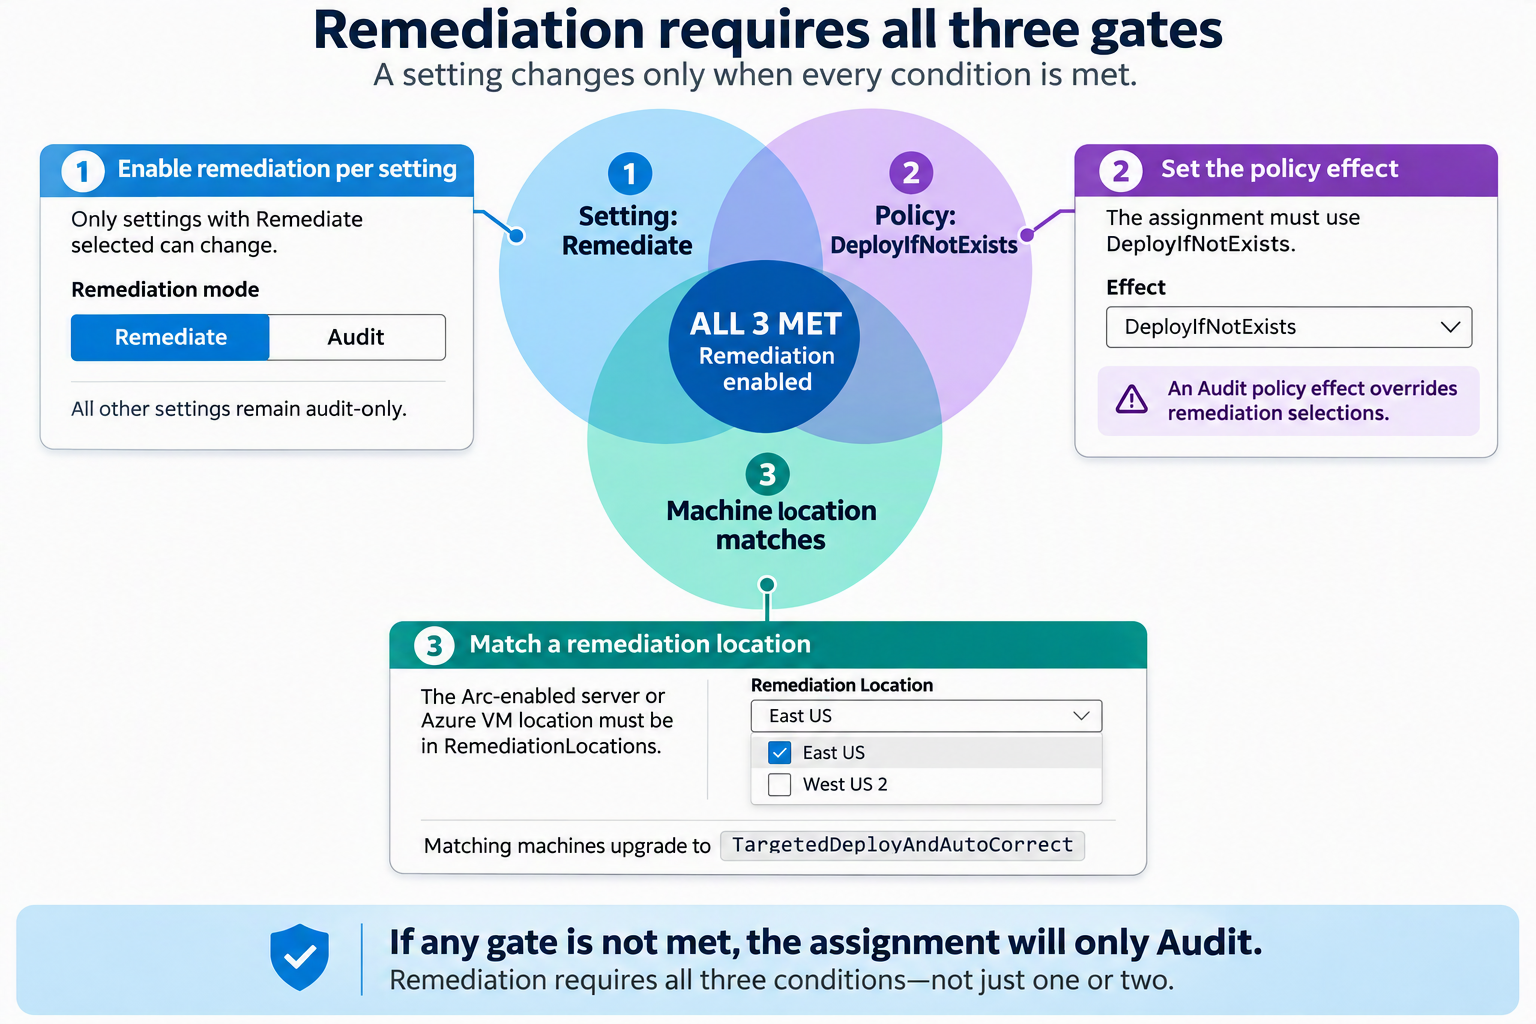 Remediation requires all three gates
A setting changes only when every condition is met.
1 Enable remediation per setting
Only settings with Remediate
selected can change.
Remediation mode
Remediate Audit
All other settings remain audit-only.
1
Setting:
Remediate
2
Policy:
DeployIfNotExists
ALL 3 MET
Remediation
enabled
3
Machine location
matches
2 Set the policy effect
The assignment must use
DeployIfNotExists.
Effect
DeployIfNotExists
An Audit policy effect overrides
remediation selections.
3 Match a remediation location
The Arc-enabled server or
Azure VM location must be
in RemediationLocations.
Remediation Location
East US
East US
West US 2
Matching machines upgrade to TargetedDeployAndAutoCorrect
If any gate is not met, the assignment will only Audit.
Remediation requires all three conditions—not just one or two.